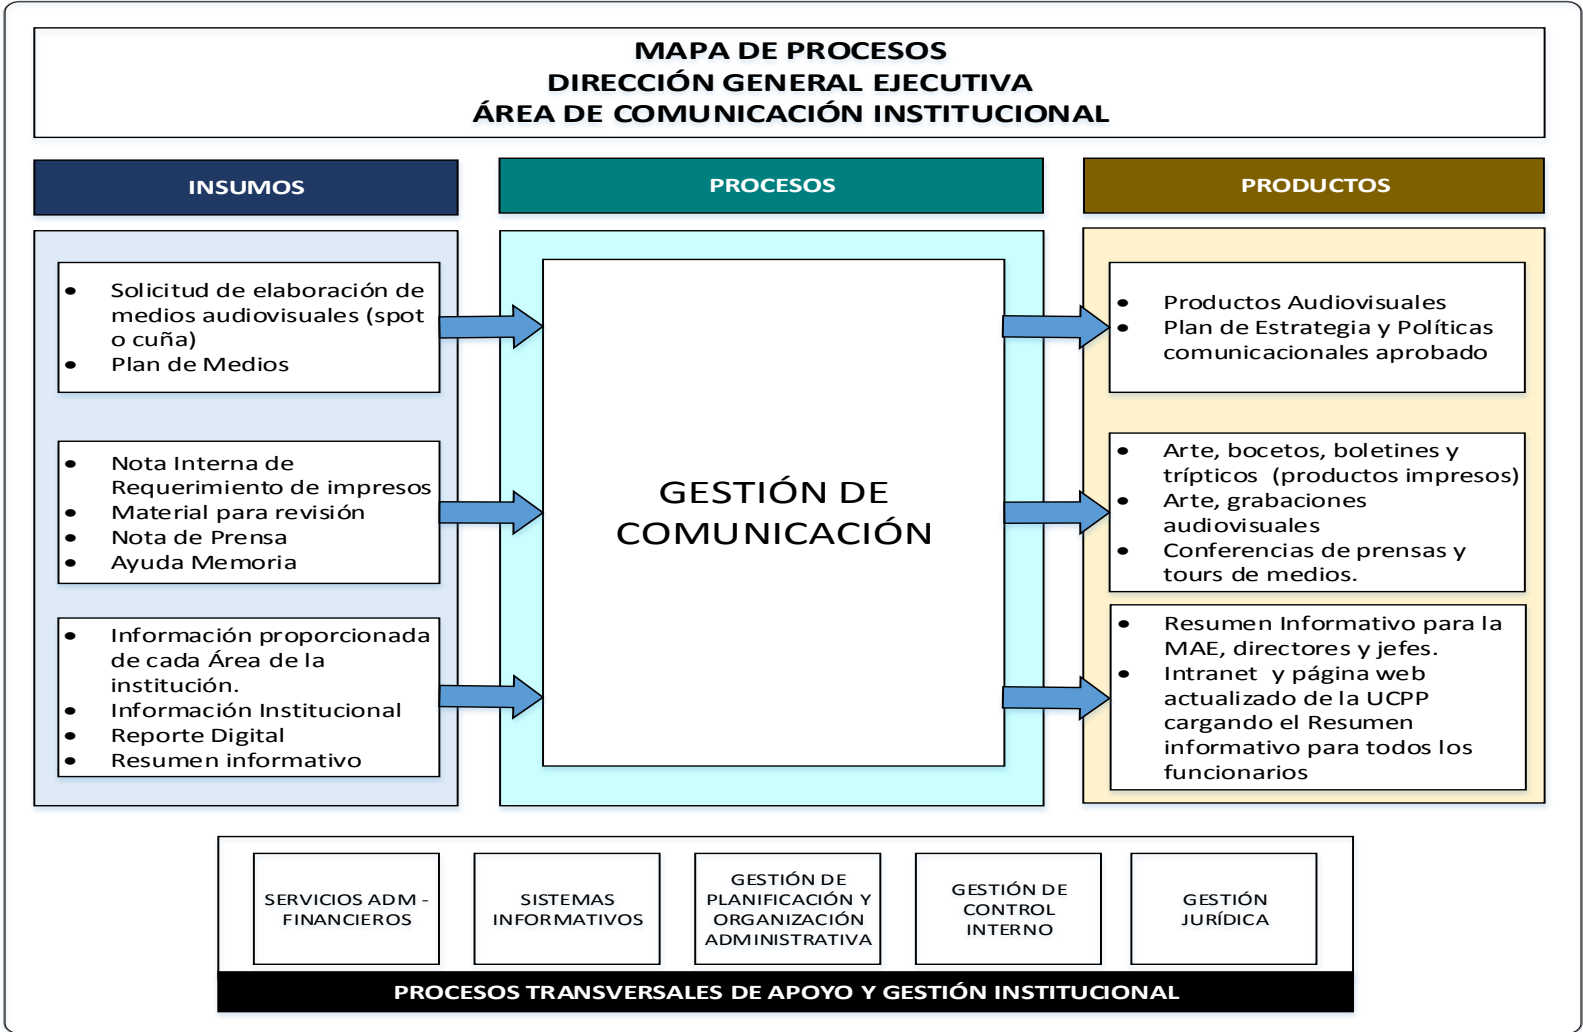 MAPA DE PROCESOS
DIRECCIÓN GENERAL EJECUTIVA
ÁREA DE COMUNICACIÓN INSTITUCIONAL
INSUMOS
PROCESOS
PRODUCTOS
• Solicitud de elaboración de
medios audiovisuales (spot
o cuña)
• Plan de Medios
• Nota Interna de
Requerimiento de impresos
• Material para revisión
• Nota de Prensa
• Ayuda Memoria
• Información proporcionada
de cada Área de la
institución.
• Información Institucional
• Reporte Digital
• Resumen informativo
GESTIÓN DE
COMUNICACIÓN
• Productos Audiovisuales
• Plan de Estrategia y Políticas
comunicacionales aprobado
• Arte, bocetos, boletines y
trípticos (productos impresos)
• Arte, grabaciones
audiovisuales
• Conferencias de prensas y
tours de medios.
• Resumen Informativo para la
MAE, directores y jefes.
• Intranet y página web
actualizado de la UCPP
cargando el Resumen
informativo para todos los
funcionarios
SERVICIOS ADM -
FINANCIEROS
SISTEMAS
INFORMATIVOS
GESTIÓN DE
PLANIFICACIÓN Y
ORGANIZACIÓN
ADMINISTRATIVA
GESTIÓN DE
CONTROL
INTERNO
GESTIÓN
JURÍDICA
PROCESOS TRANSVERSALES DE APOYO Y GESTIÓN INSTITUCIONAL